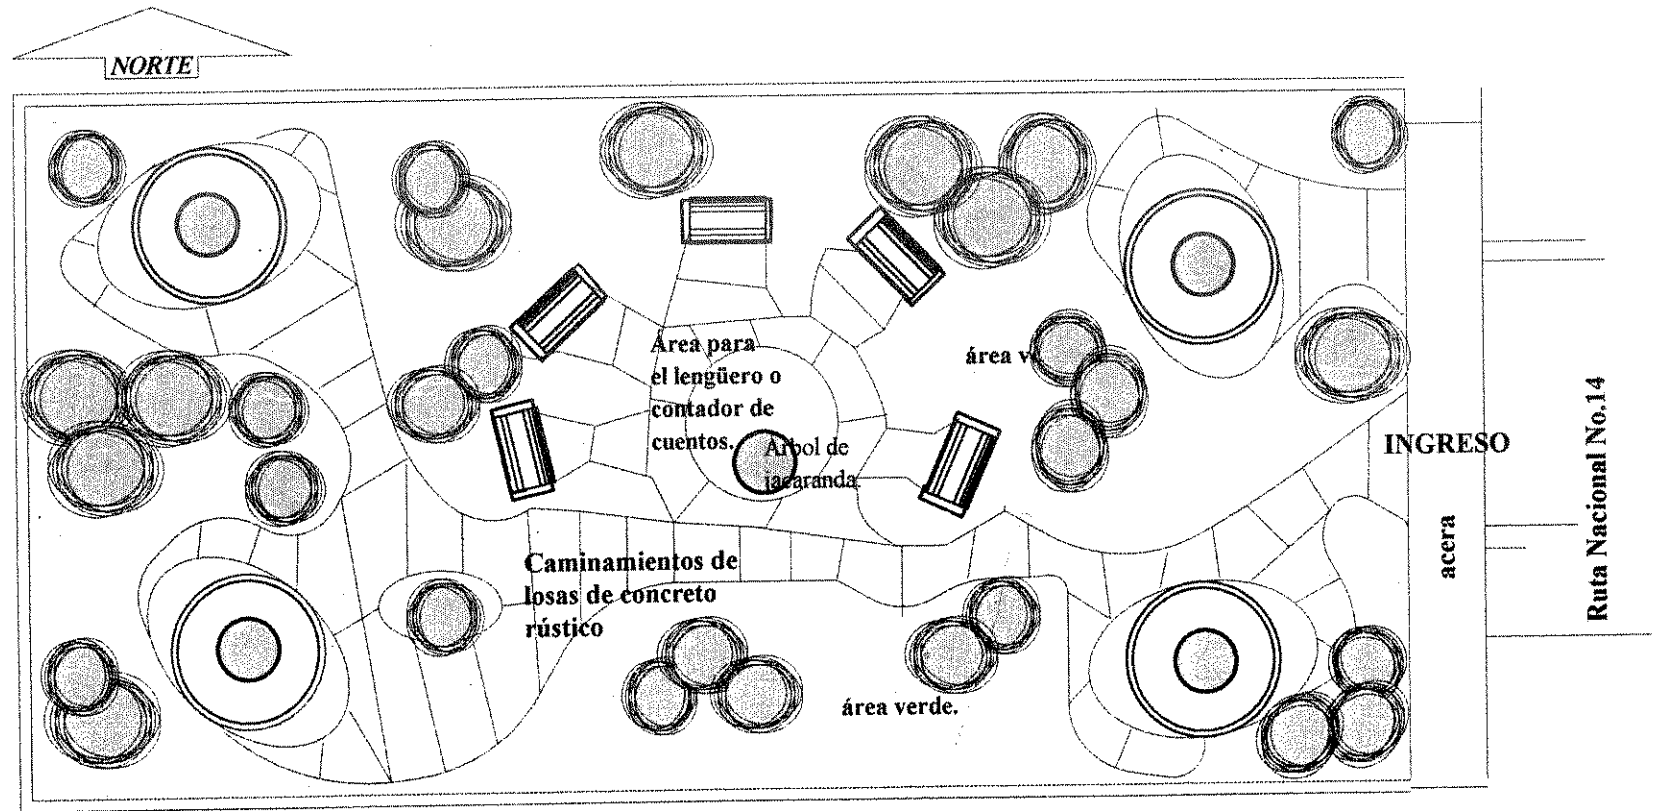 NORTE
Área para
el lengüero o
contador de
cuentos.
Árbol de
jacaranda.
área v
INGRESO
Ruta Nacional No.14
acera
Caminamientos de
losas de concreto
rústico
área verde.